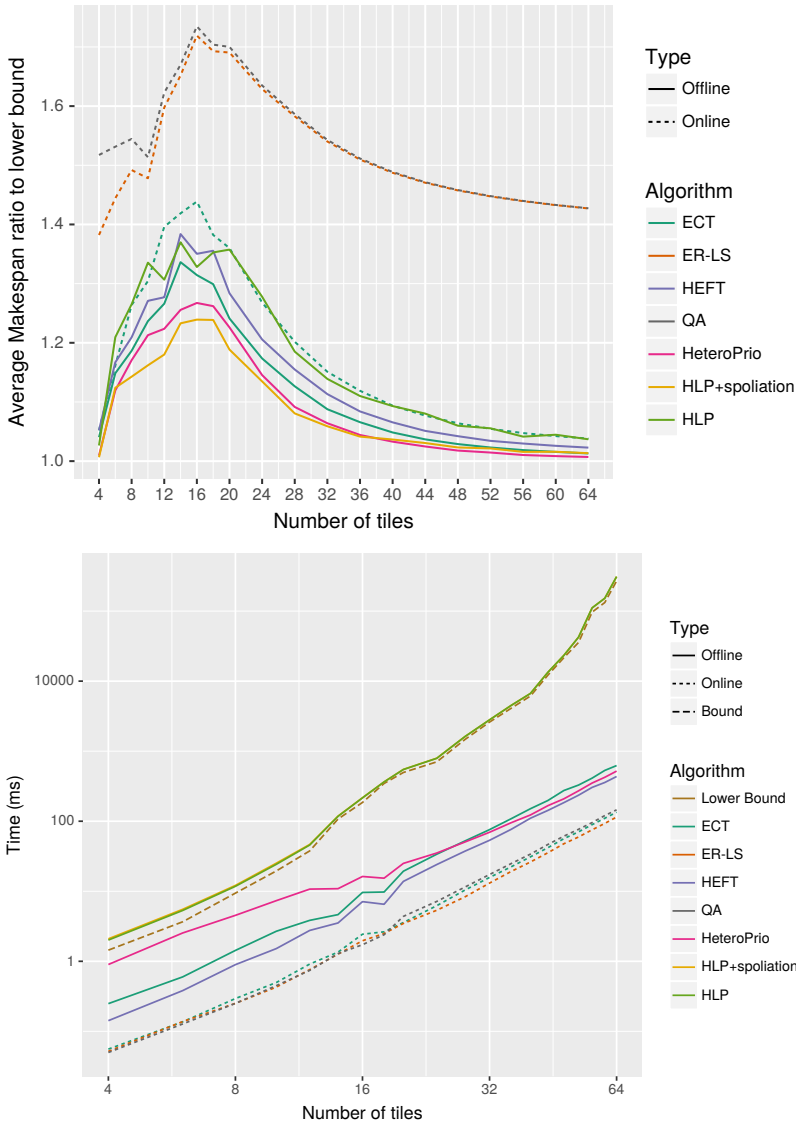 Average Makespan ratio to lower bound
1.6
1.4
1.2
1.0
4 8 12 16 20 24 28 32 36 40 44 48 52 56 60 64
Number of tiles
Type
Offline
Online
Algorithm
ECT
ER-LS
HEFT
QA
HeteroPrio
HLP+spoliation
HLP
Time (ms)
10000
100
1
4 8 16 32 64
Number of tiles
Type
Offline
Online
Bound
Algorithm
Lower Bound
ECT
ER-LS
HEFT
QA
HeteroPrio
HLP+spoliation
HLP